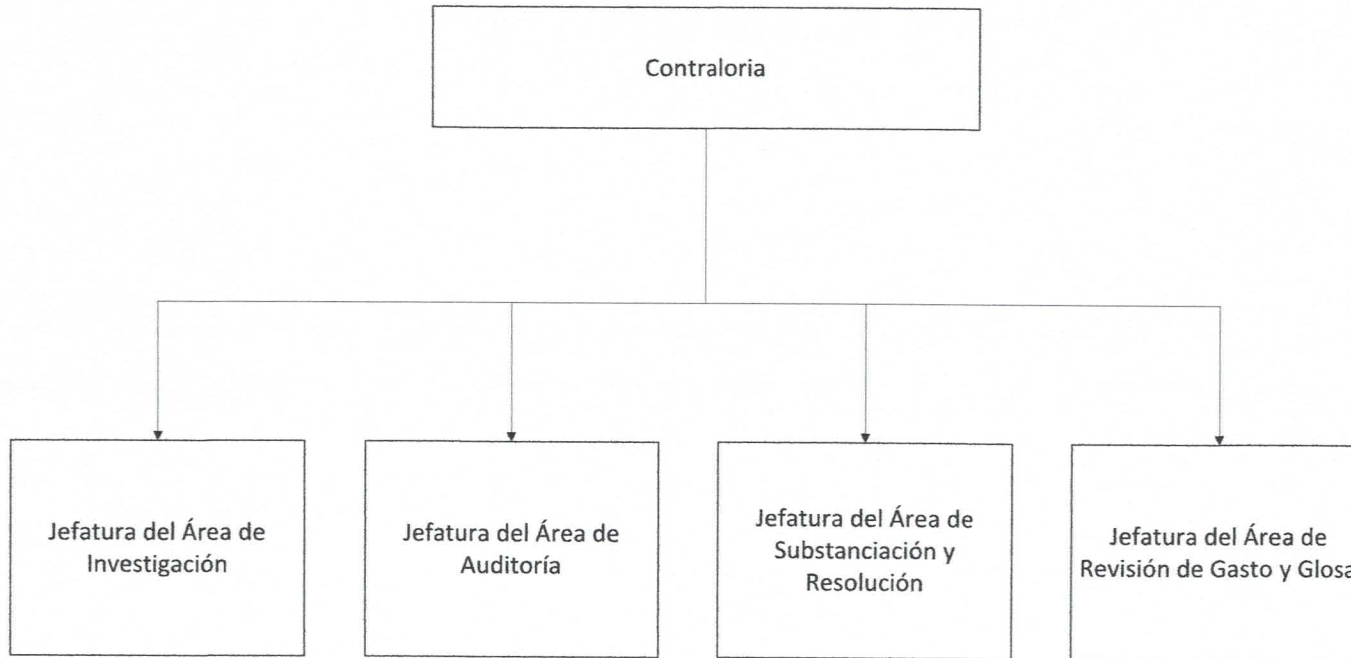 Contraloria
Jefatura del Área de
Investigación
Jefatura del Área de
Auditoría
Jefatura del Área de
Substanciación y
Resolución
Jefatura del Área de
Revisión de Gasto y Glosa